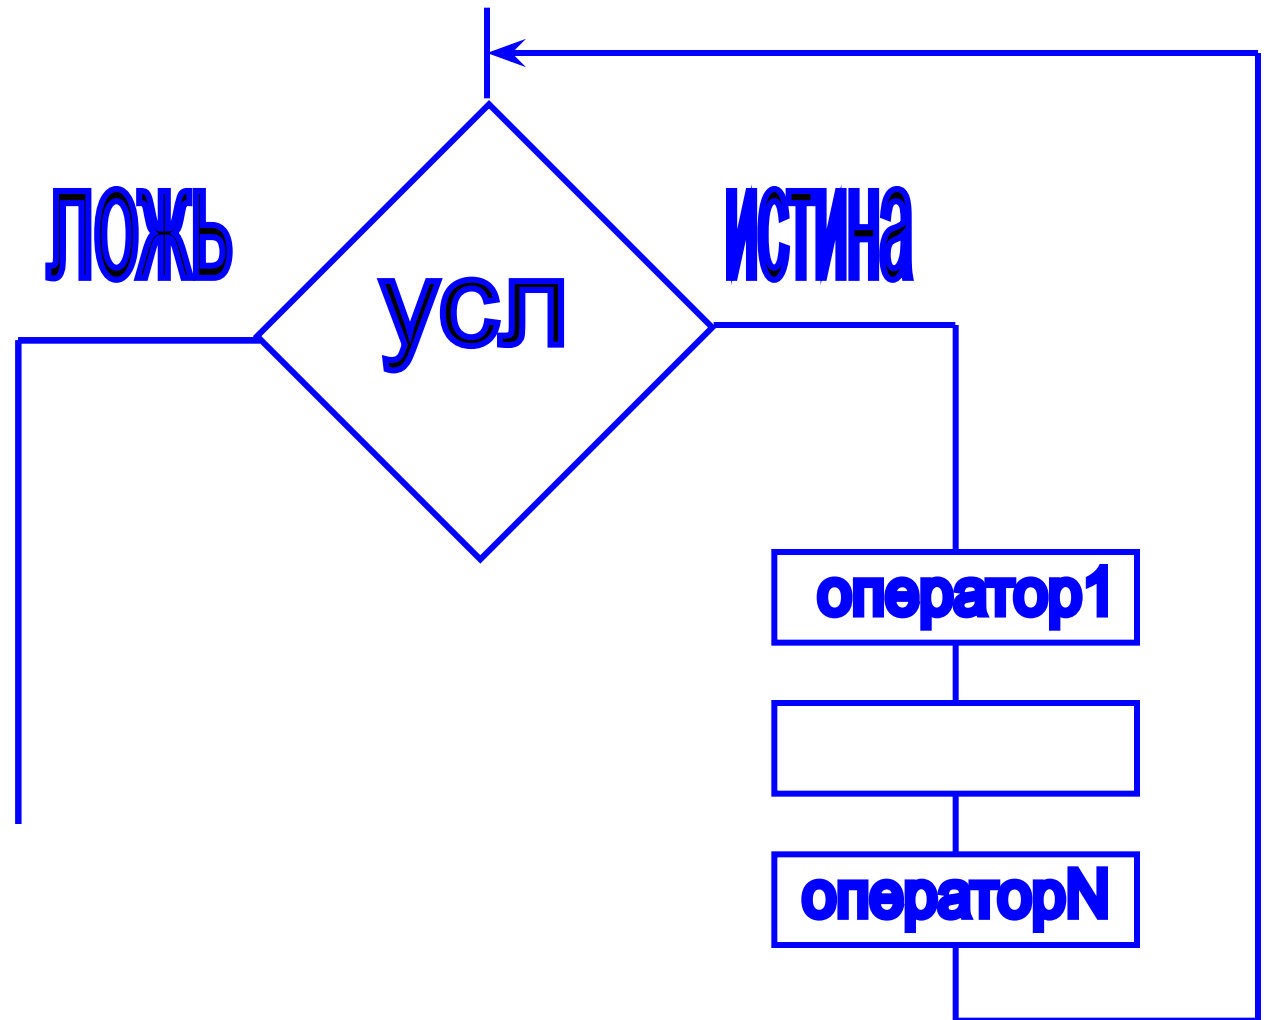 ложь
истина
усл
оператор1
операторN